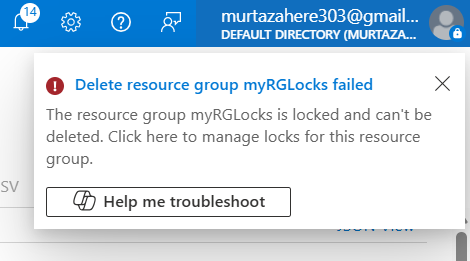 14
murtazahere303@gmail...
DEFAULT DIRECTORY (MURTAZA...
Delete resource group myRGLocks failed
The resource group myRGLocks is locked and can't be
deleted. Click here to manage locks for this resource
group.
SV
Help me troubleshoot
JSON View